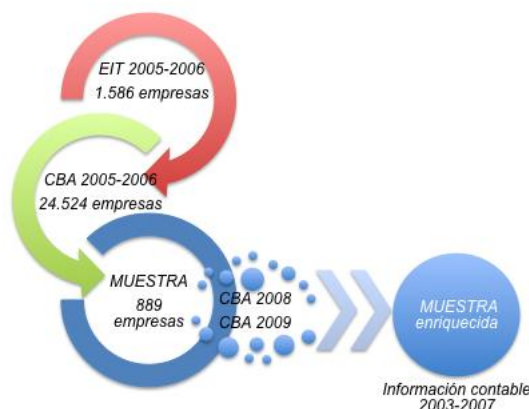 EIT 2005-2006
1.586 empresas
CBA 2005-2006
24.524 empresas
MUESTRA
889
empresas
CBA 2008
CBA 2009
MUESTRA
enriquecida
Información contable
2003-2007